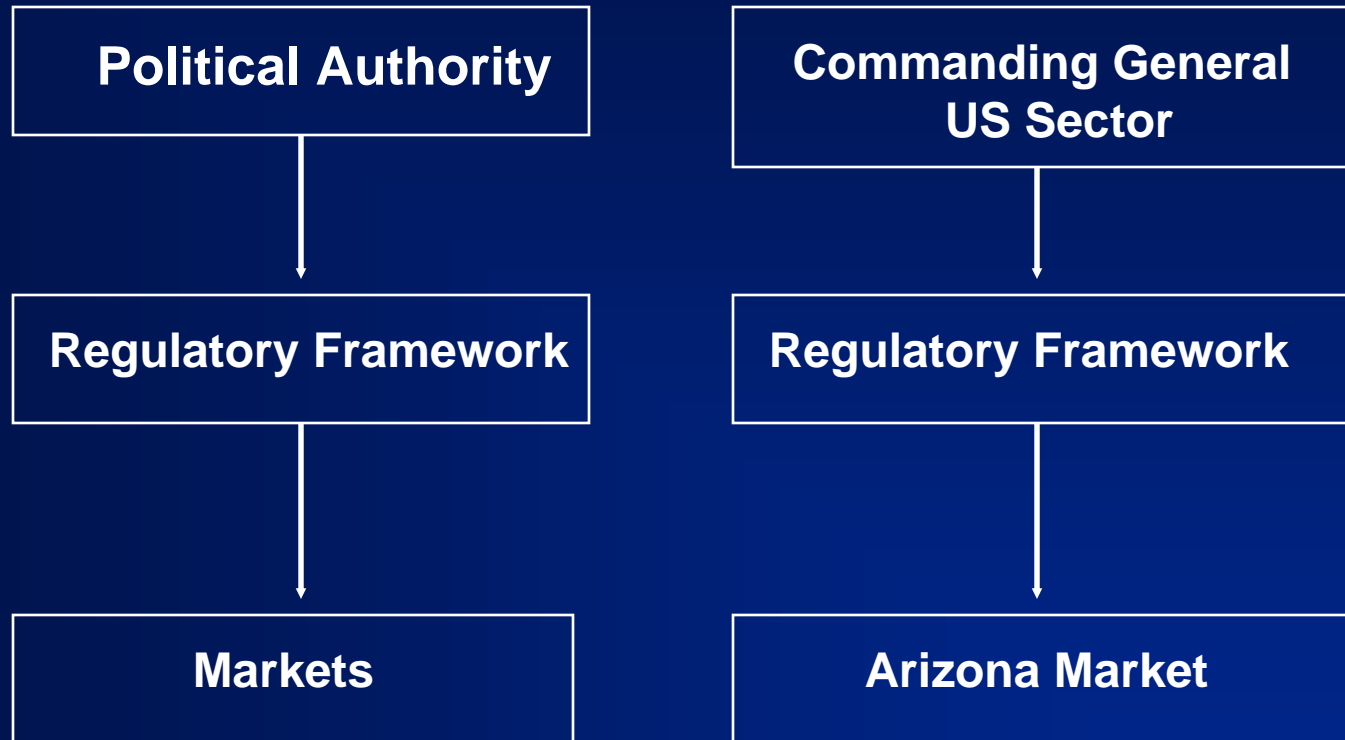 Political Authority
Regulatory Framework
Markets
Commanding General
US Sector
Regulatory Framework
Arizona Market